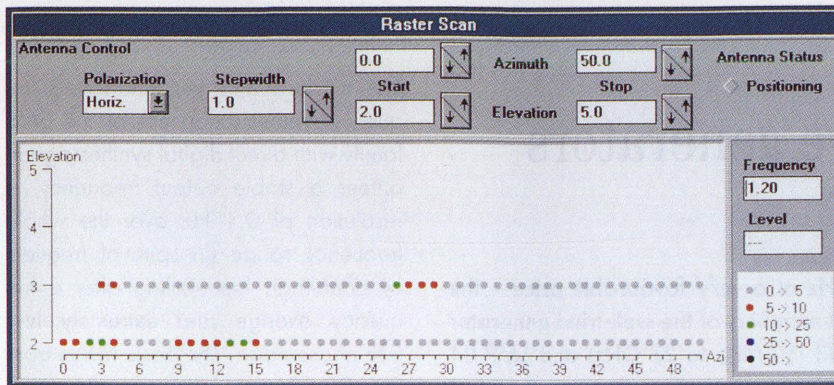 Raster Scan
Antenna Control
0.0 Azimuth 50.0 Antenna Status
Polarization Stepwidth Start Stop Positioning
Horiz. 1.0 2.0 Elevation 5.0
Elevation
5
4
3
2
0 3 6 9 12 15 18 21 24 27 30 33 36 39 42 45 48 Azi
Frequency
1.20
Level
---
0 -> 5
5 -> 10
10 -> 25
25 -> 50
50 ->